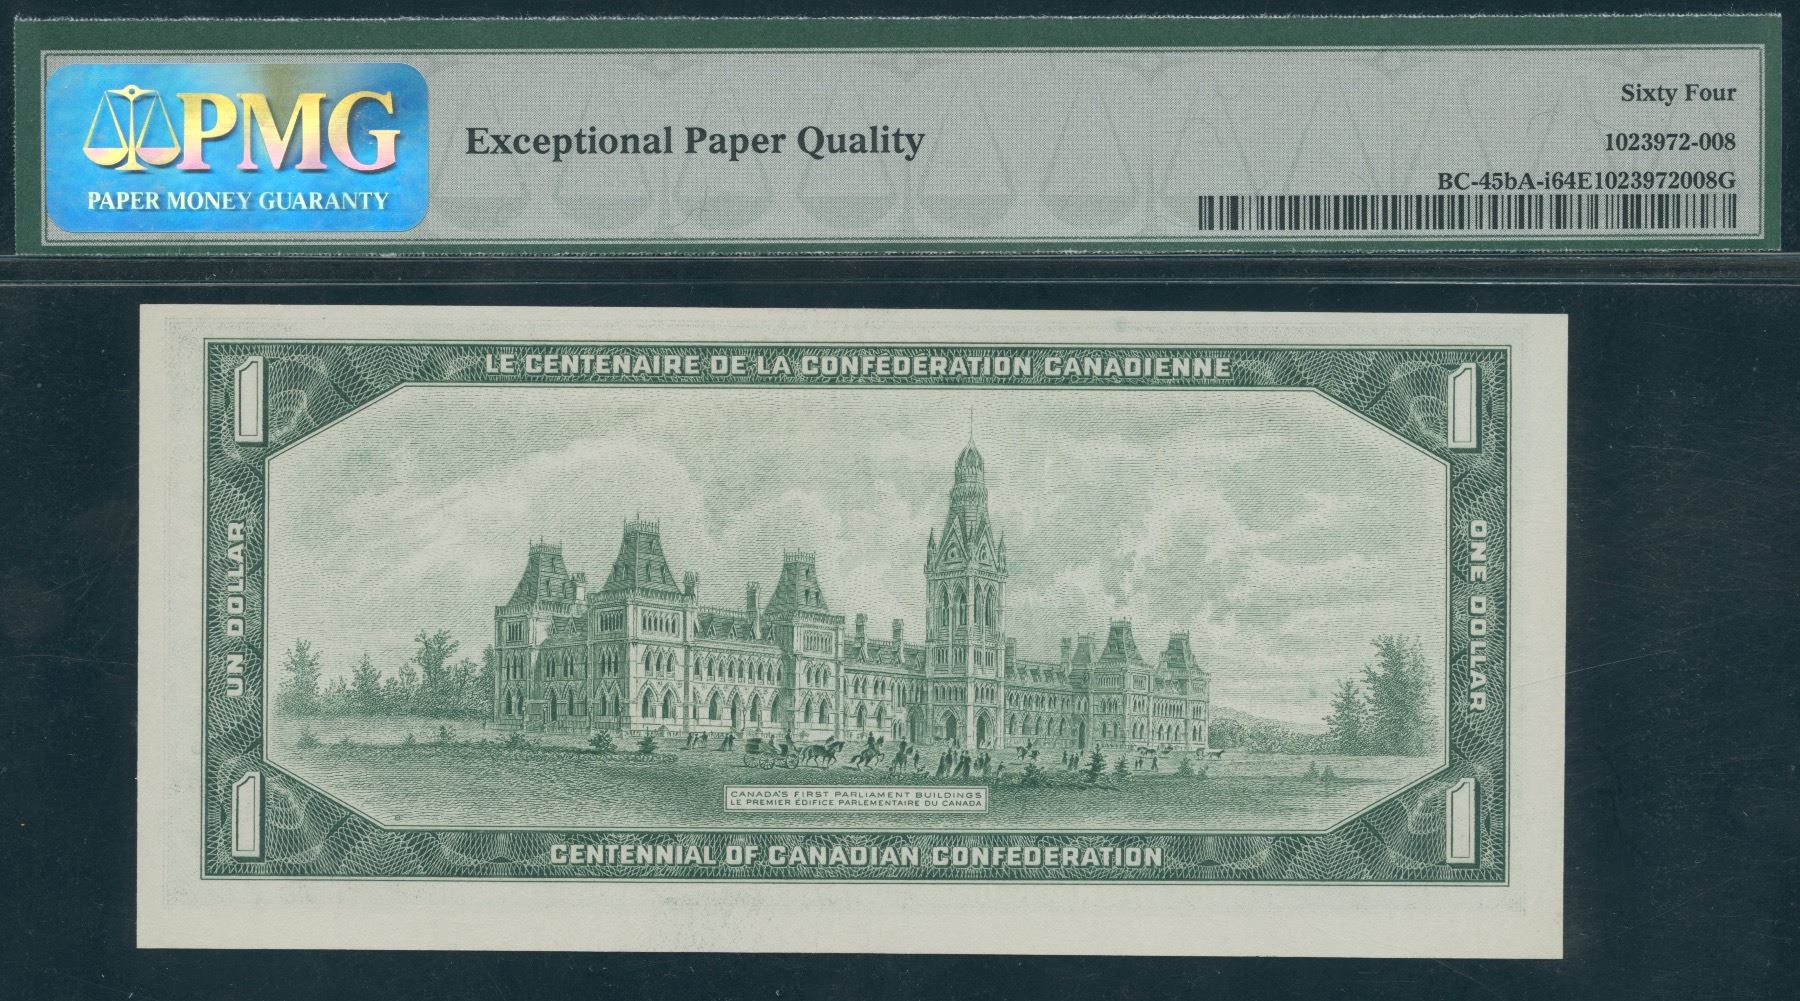 PMG
PAPER MONEY GUARANTY
Exceptional Paper Quality
Sixty Four
1023972-008
BC-45bA-i64E1023972008G
LE CENTENAIRE DE LA CONFÉDÉRATION CANADIENNE
1
1
UN DOLLAR
ONE DOLLAR
CANADA'S FIRST PARLIAMENT BUILDINGS
LE PREMIER ÉDIFICE PARLEMENTAIRE DU CANADA
1
1
CENTENNIAL OF CANADIAN CONFEDERATION